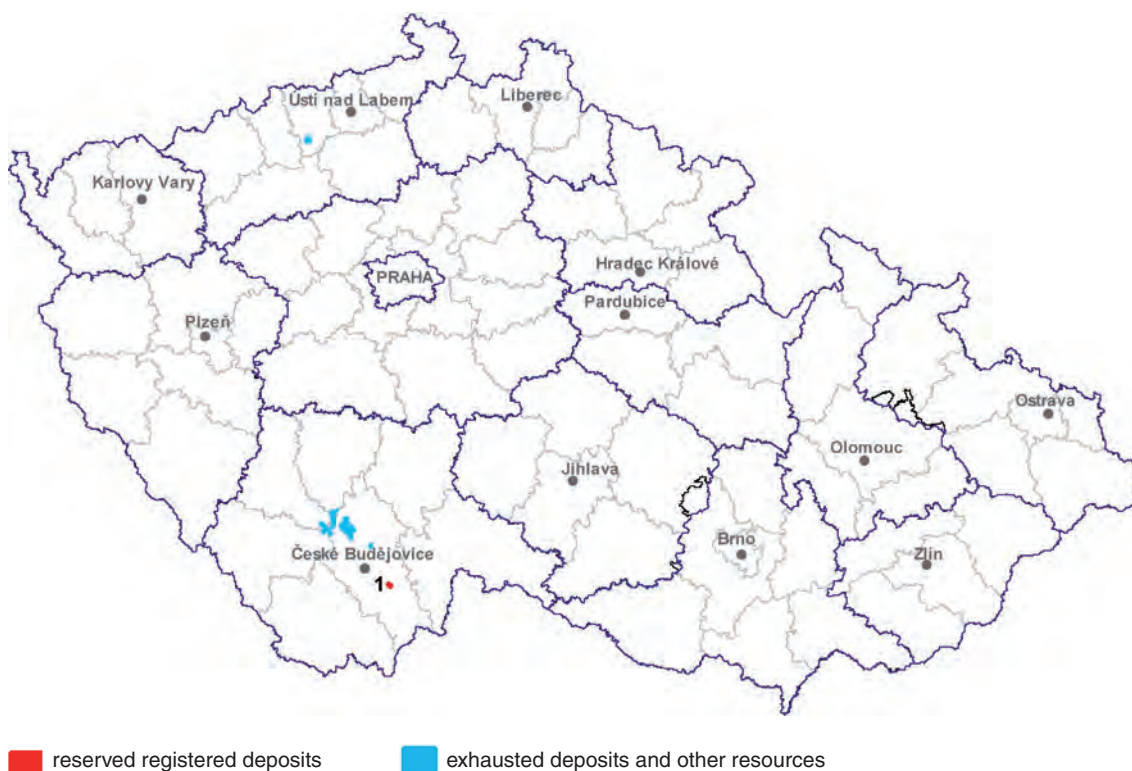 Liberec
Ústí nad Labem
Karlovy Vary
Hradec Králové
PRAHA
Pardubice
Plzeň
Ostrava
Olomouc
Jihlava
Brno
Zlín
České Budějovice
1
reserved registered deposits
exhausted deposits and other resources